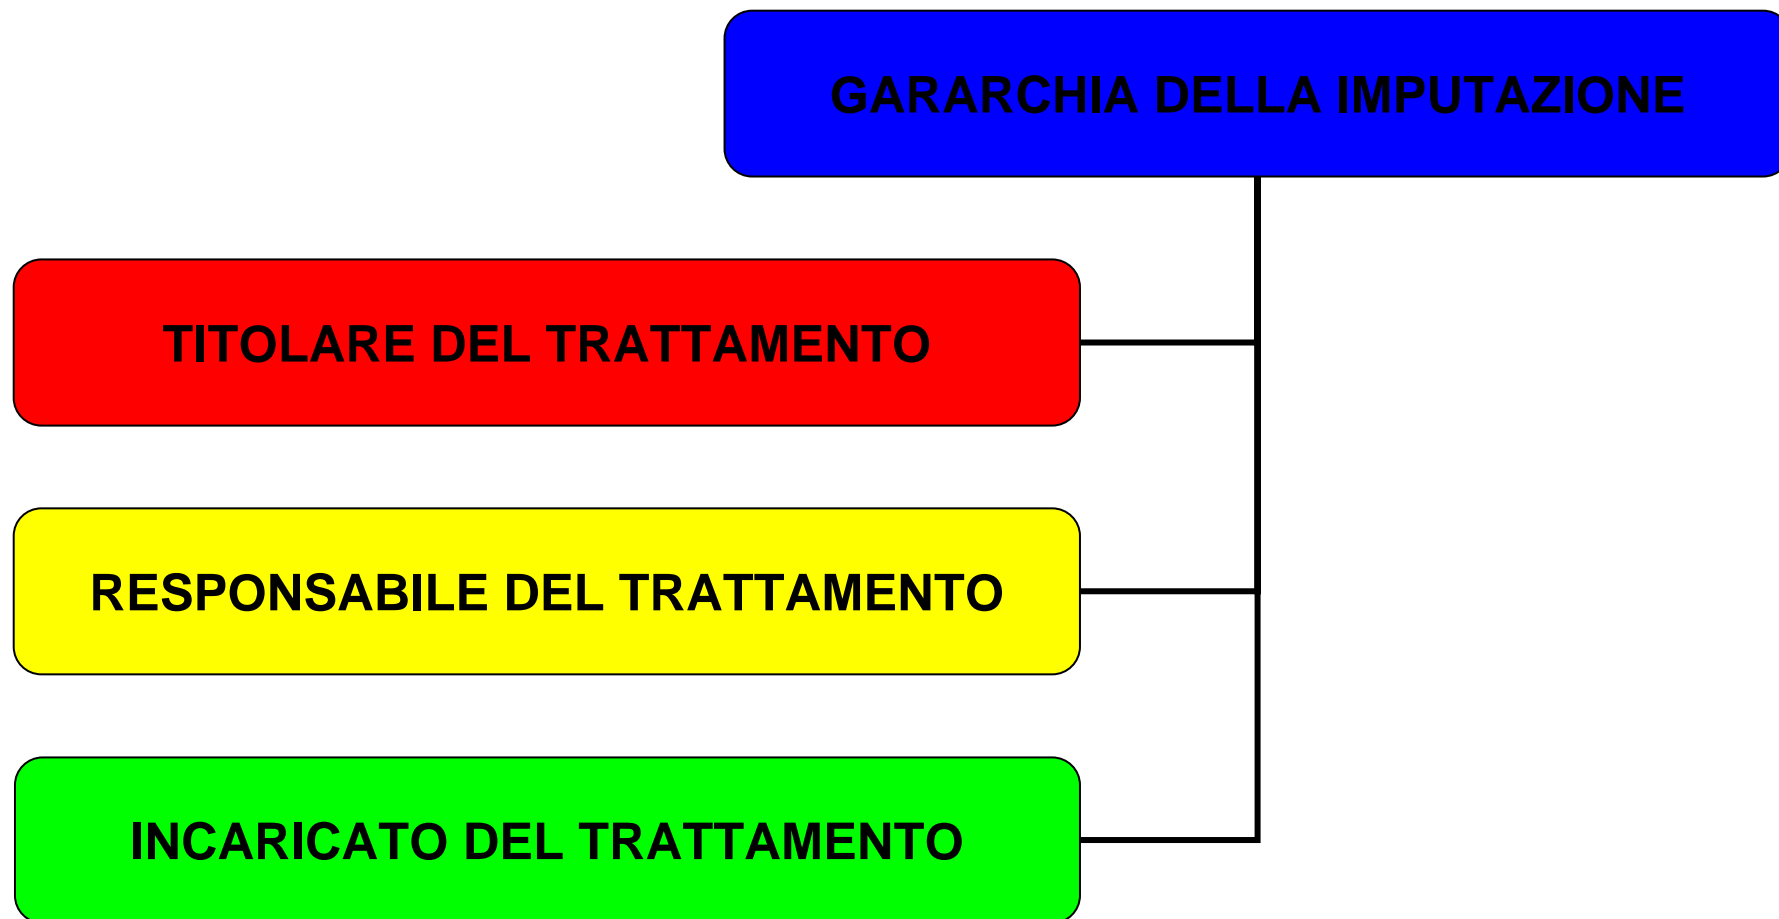 GARARCHIA DELLA IMPUTAZIONE
TITOLARE DEL TRATTAMENTO
RESPONSABILE DEL TRATTAMENTO
INCARICATO DEL TRATTAMENTO